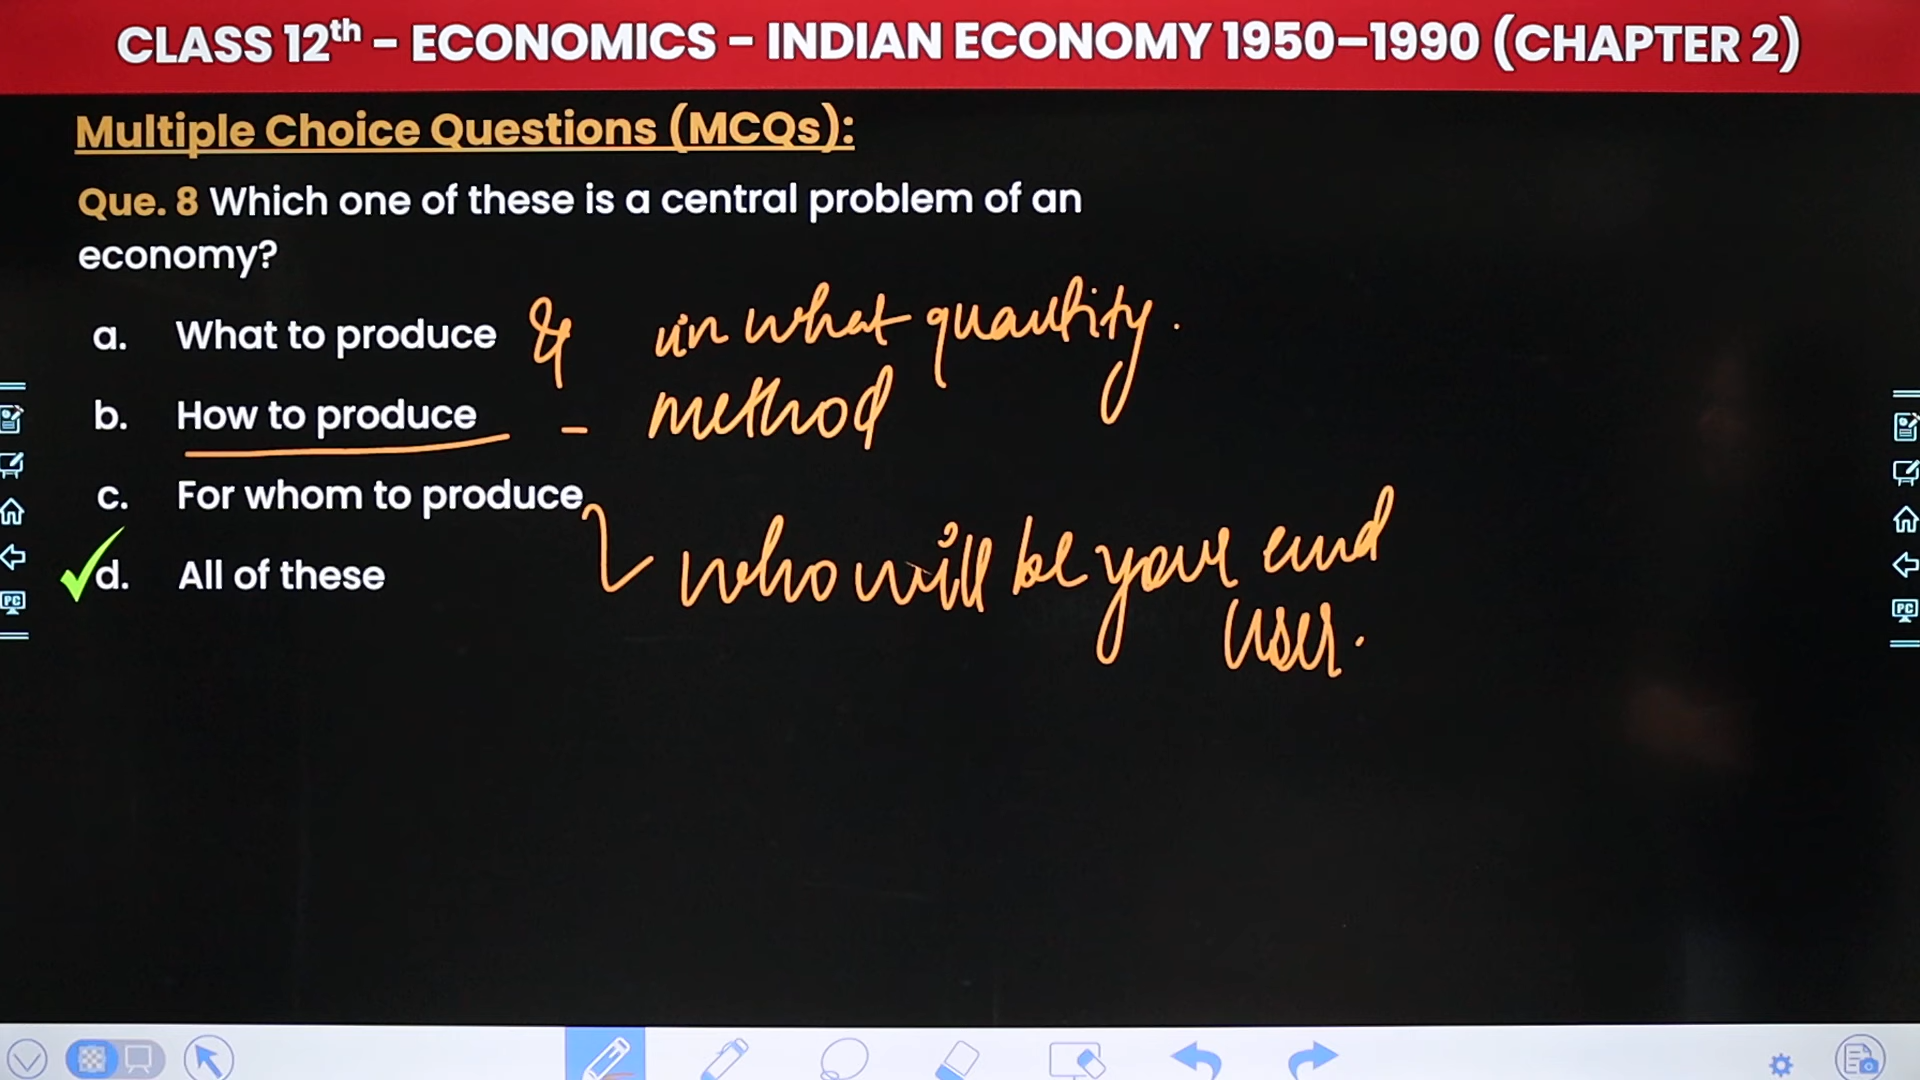 CLASS 12th - ECONOMICS - INDIAN ECONOMY 1950–1990 (CHAPTER 2)
Multiple Choice Questions (MCQs):
Que. 8 Which one of these is a central problem of an
economy?
a. What to produce & in what quantity.
b. How to produce - method
c. For whom to produce who will be your end
user.
d. All of these
PC
PC